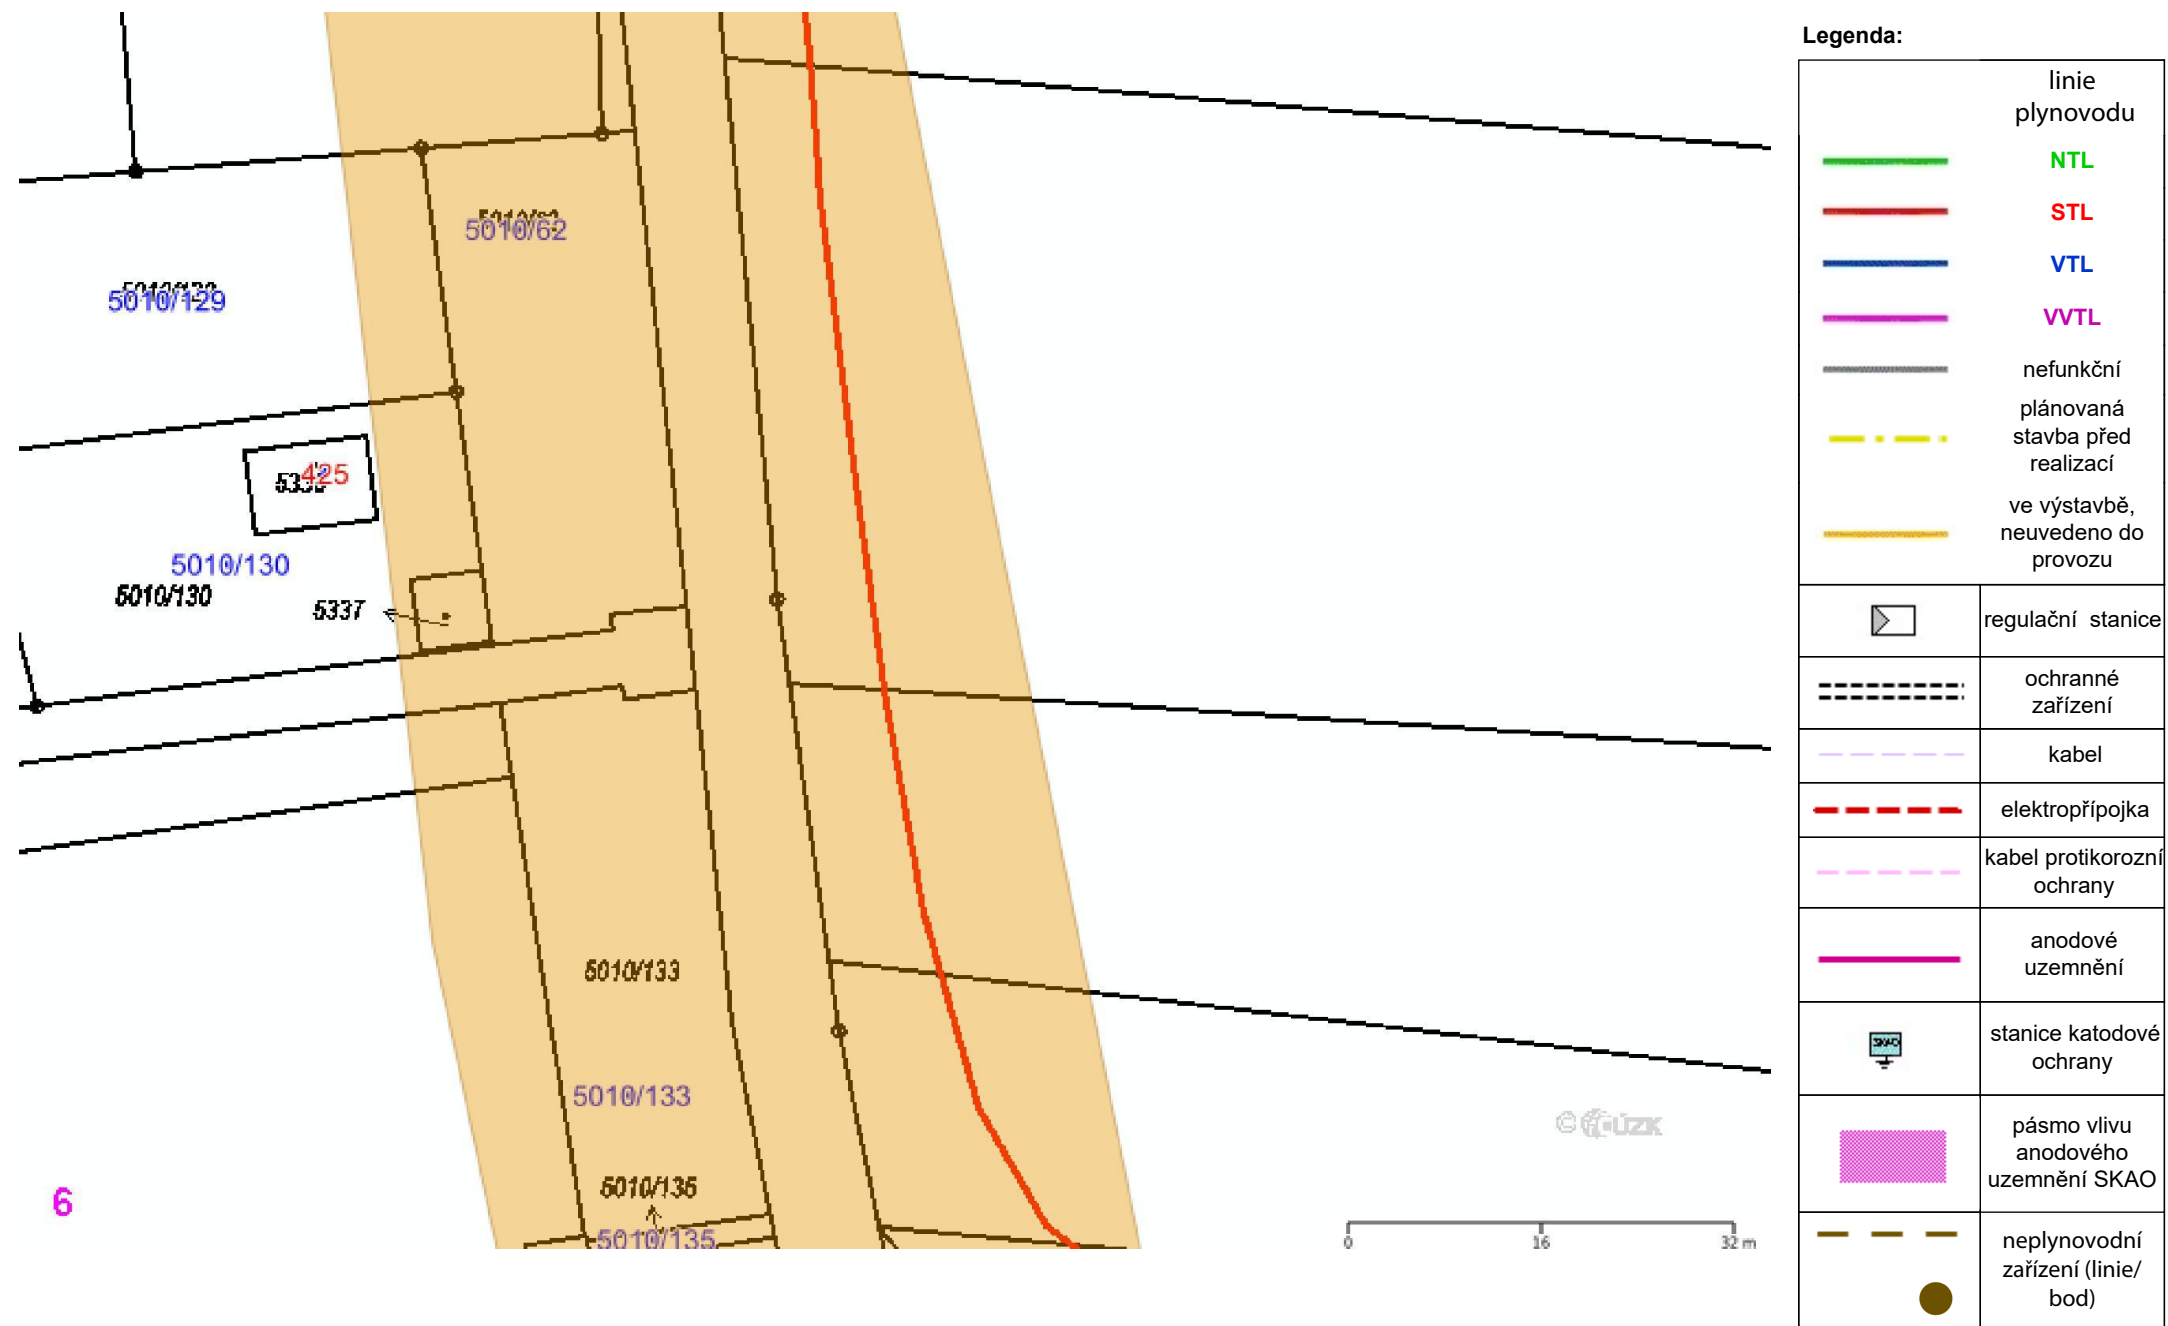 5010/62
5010/129
425
5010/130
5010/130
5337
5010/133
5010/133
5010/135
5010/135
6
0 16 32 m
Legenda:
linie
plynovodu
NTL
STL
VTL
VVTL
nefunkční
plánovaná
stavba před
realizací
ve výstavbě,
neuvedeno do
provozu
regulační stanice
ochranné
zařízení
kabel
elektropřípojka
kabel protikorozní
ochrany
anodové
uzemnění
SKAO
stanice katodové
ochrany
pásmo vlivu
anodového
uzemnění SKAO
neplynovodní
zařízení (linie/
bod)